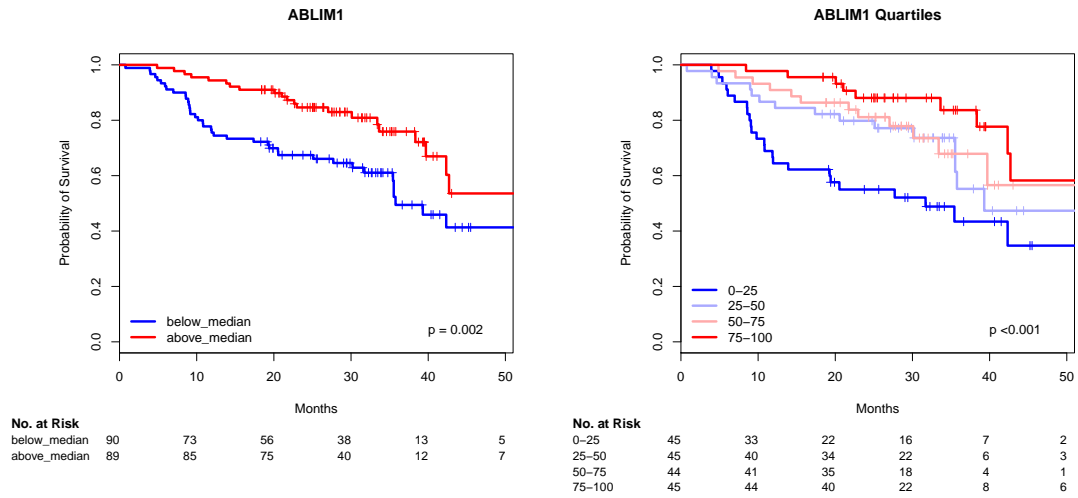 ABLIM1
Probability of Survival
1.0
0.8
0.6
0.4
0.2
0.0
below_median
above_median
p = 0.002
0 10 20 30 40 50
Months
No. at Risk
below_median 90 73 56 38 13 5
above_median 89 85 75 40 12 7
ABLIM1 Quartiles
Probability of Survival
1.0
0.8
0.6
0.4
0.2
0.0
0−25
25−50
50−75
75−100
p <0.001
0 10 20 30 40 50
Months
No. at Risk
0−25 45 33 22 16 7 2
25−50 45 40 34 22 6 3
50−75 44 41 35 18 4 1
75−100 45 44 40 22 8 6